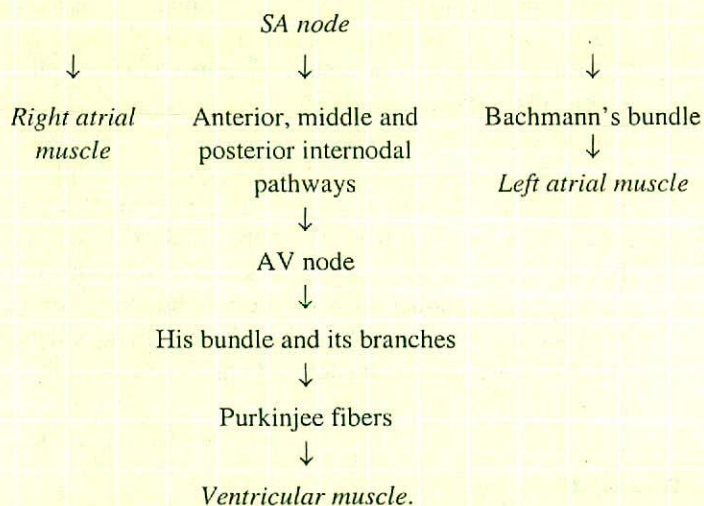 SA node
↓ ↓ ↓
Right atrial Anterior, middle and Bachmann's bundle
muscle posterior internodal ↓
pathways Left atrial muscle
↓
AV node
↓
His bundle and its branches
↓
Purkinjee fibers
↓
Ventricular muscle.